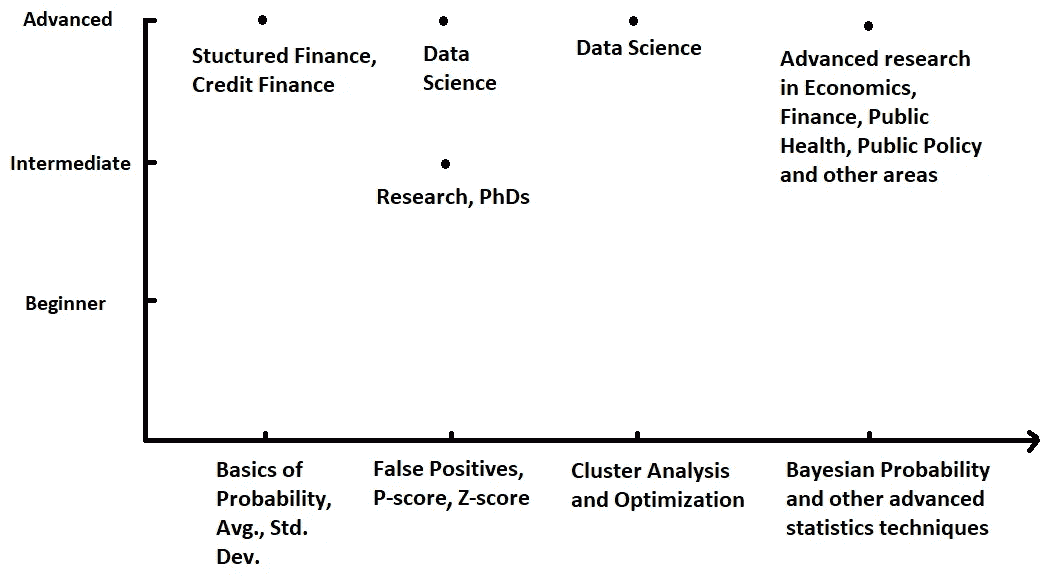 Advanced
Stuctured Finance,
Credit Finance
Data
Science
Data Science
Advanced research
in Economics,
Finance, Public
Health, Public Policy
and other areas
Intermediate
Research, PhDs
Beginner
Basics of
Probability,
Avg., Std.
Dev.
False Positives,
P-score, Z-score
Cluster Analysis
and Optimization
Bayesian Probability
and other advanced
statistics techniques